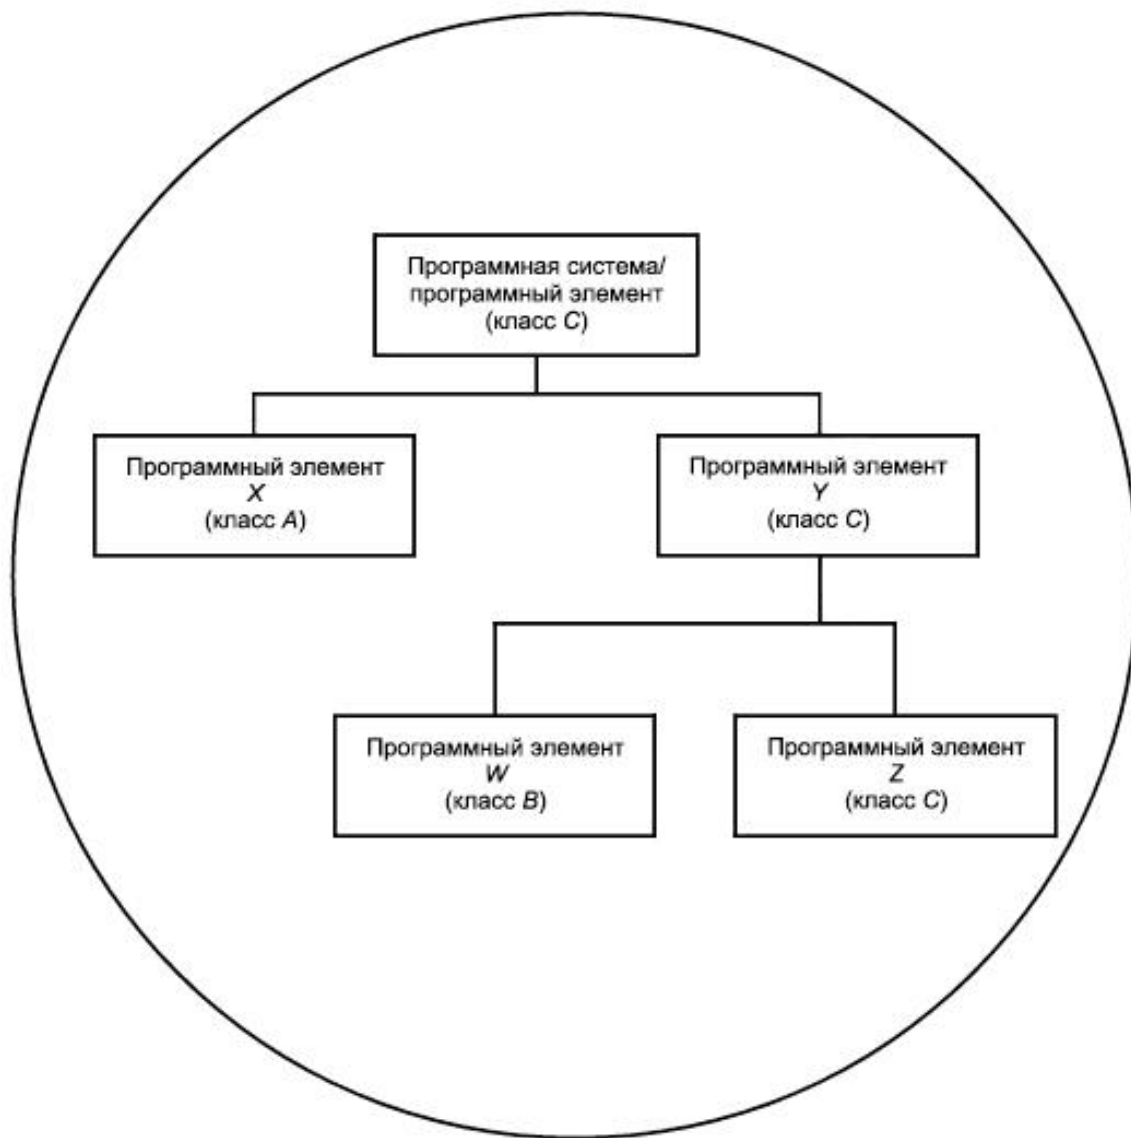 Программная система/
программный элемент
(класс C)
Программный элемент
X
(класс A)
Программный элемент
Y
(класс C)
Программный элемент
W
(класс B)
Программный элемент
Z
(класс C)